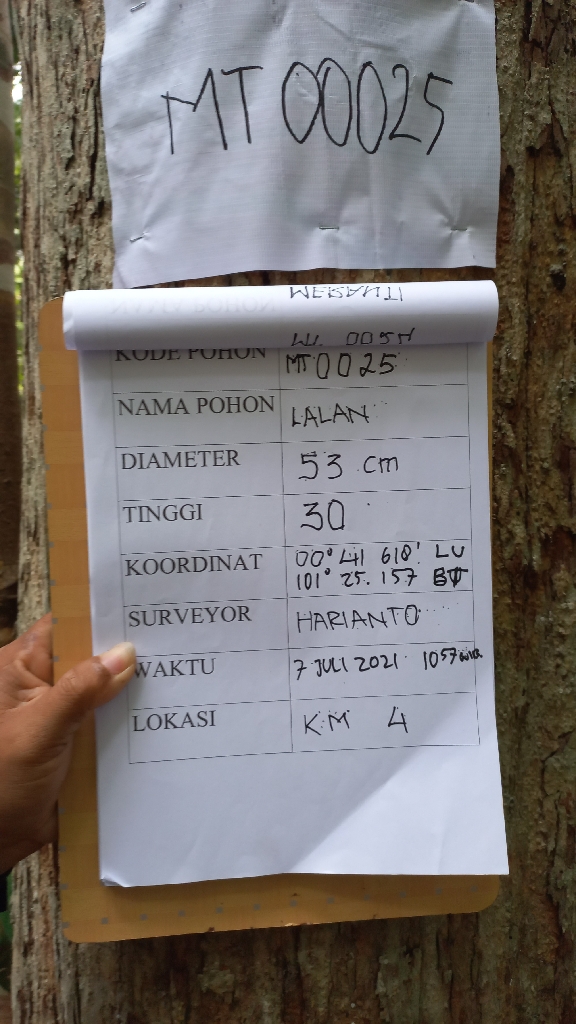 MT 00025
KODE POHON MT 0025
NAMA POHON LALAN
DIAMETER 53 cm
TINGGI 30
KOORDINAT 00° 41 618' LU
101° 25. 157 BT
SURVEYOR HARIANTO
WAKTU 7 JULI 2021 10 57 WIB
LOKASI KM 4